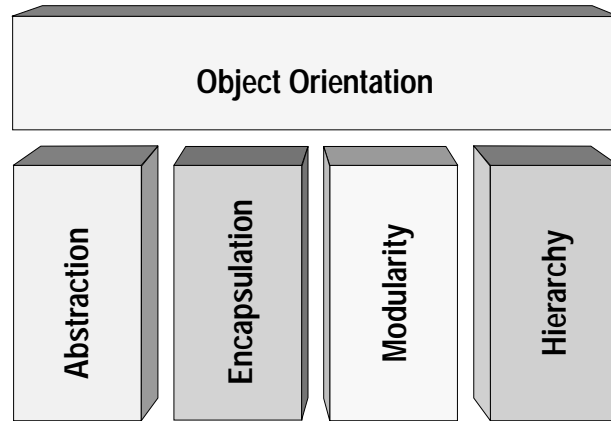 Object Orientation
Abstraction
Encapsulation
Modularity
Hierarchy